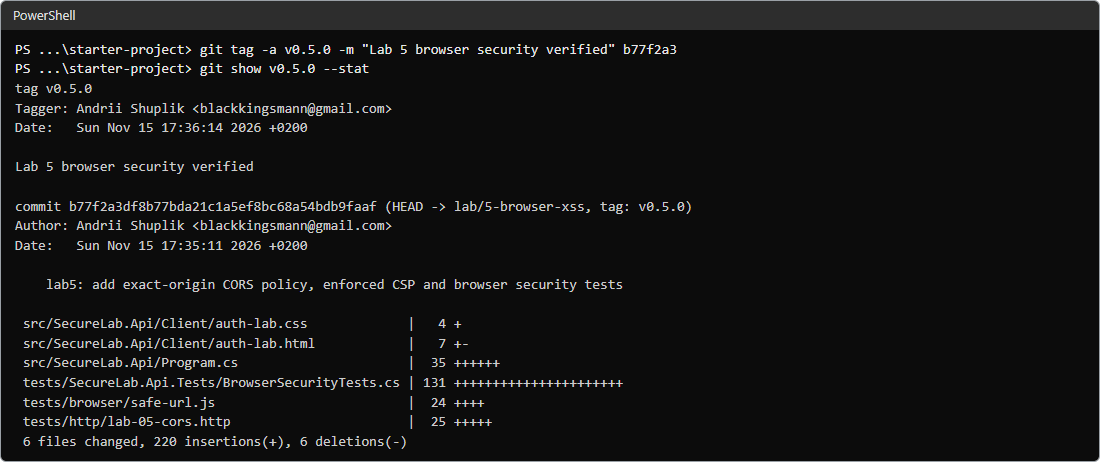 PowerShell
PS ...\starter-project> git tag -a v0.5.0 -m "Lab 5 browser security verified" b77f2a3
PS ...\starter-project> git show v0.5.0 --stat
tag v0.5.0
Tagger: Andrii Shuplik <blackkingsmann@gmail.com>
Date:   Sun Nov 15 17:36:14 2026 +0200
Lab 5 browser security verified
commit b77f2a3df8b77bda21c1a5ef8bc68a54bdb9faaf (HEAD -> lab/5-browser-xss, tag: v0.5.0)
Author: Andrii Shuplik <blackkingsmann@gmail.com>
Date:   Sun Nov 15 17:35:11 2026 +0200
    lab5: add exact-origin CORS policy, enforced CSP and browser security tests
 src/SecureLab.Api/Client/auth-lab.css             |   4 +
 src/SecureLab.Api/Client/auth-lab.html            |   7 +-
 src/SecureLab.Api/Program.cs                      |  35 ++++++
 tests/SecureLab.Api.Tests/BrowserSecurityTests.cs | 131 ++++++++++++++++++++++
 tests/browser/safe-url.js                         |  24 ++++
 tests/http/lab-05-cors.http                       |  25 +++++
 6 files changed, 220 insertions(+), 6 deletions(-)